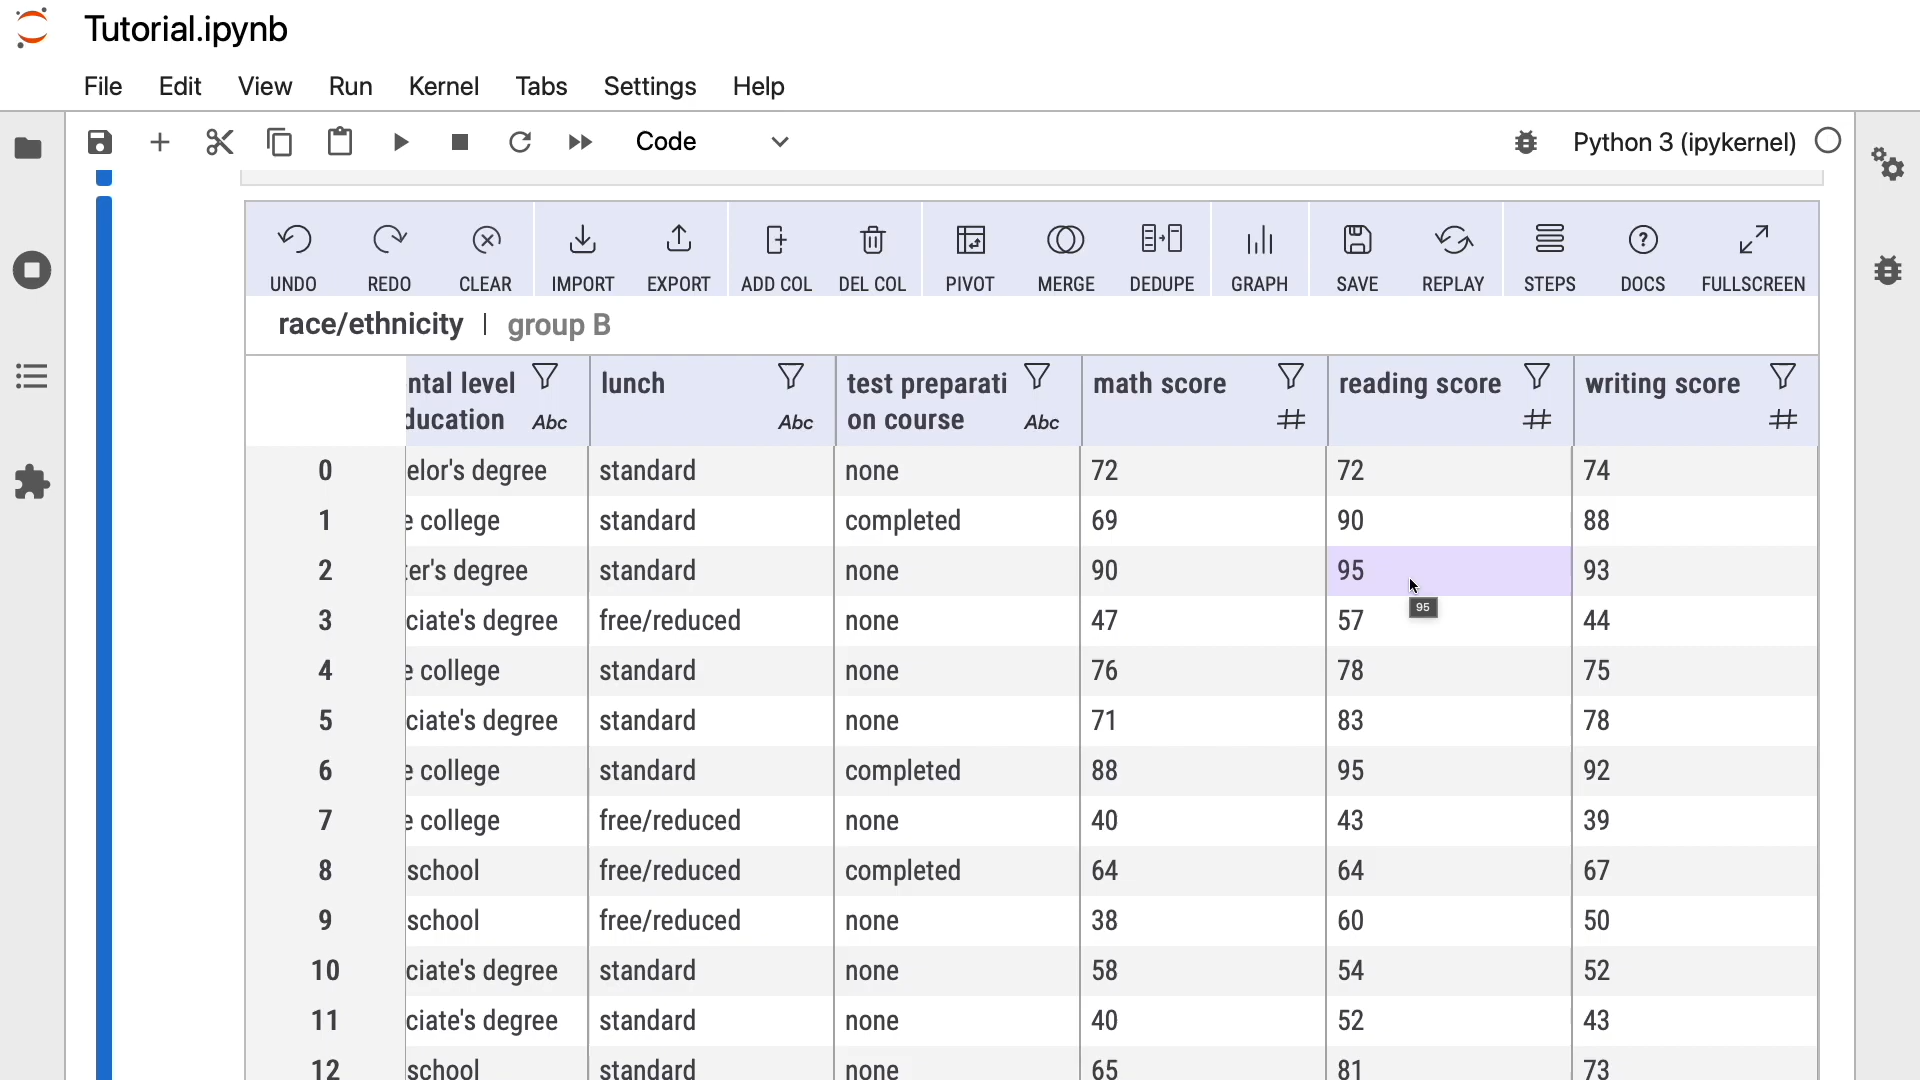 Tutorial.ipynb
File Edit View Run Kernel Tabs Settings Help
Code Python 3 (ipykernel)
UNDO REDO CLEAR IMPORT EXPORT ADD COL DEL COL PIVOT MERGE DEDUPE GRAPH SAVE REPLAY STEPS DOCS FULLSCREEN
race/ethnicity | group B
ntal level lunch test preparati math score reading score writing score
ducation Abc Abc on course Abc # # #
0 elor's degree standard none 72 72 74
1 e college standard completed 69 90 88
2 ter's degree standard none 90 95 93
95
3 ciate's degree free/reduced none 47 57 44
4 e college standard none 76 78 75
5 ciate's degree standard none 71 83 78
6 e college standard completed 88 95 92
7 e college free/reduced none 40 43 39
8 school free/reduced completed 64 64 67
9 school free/reduced none 38 60 50
10 ciate's degree standard none 58 54 52
11 ciate's degree standard none 40 52 43
12 school standard none 65 81 73